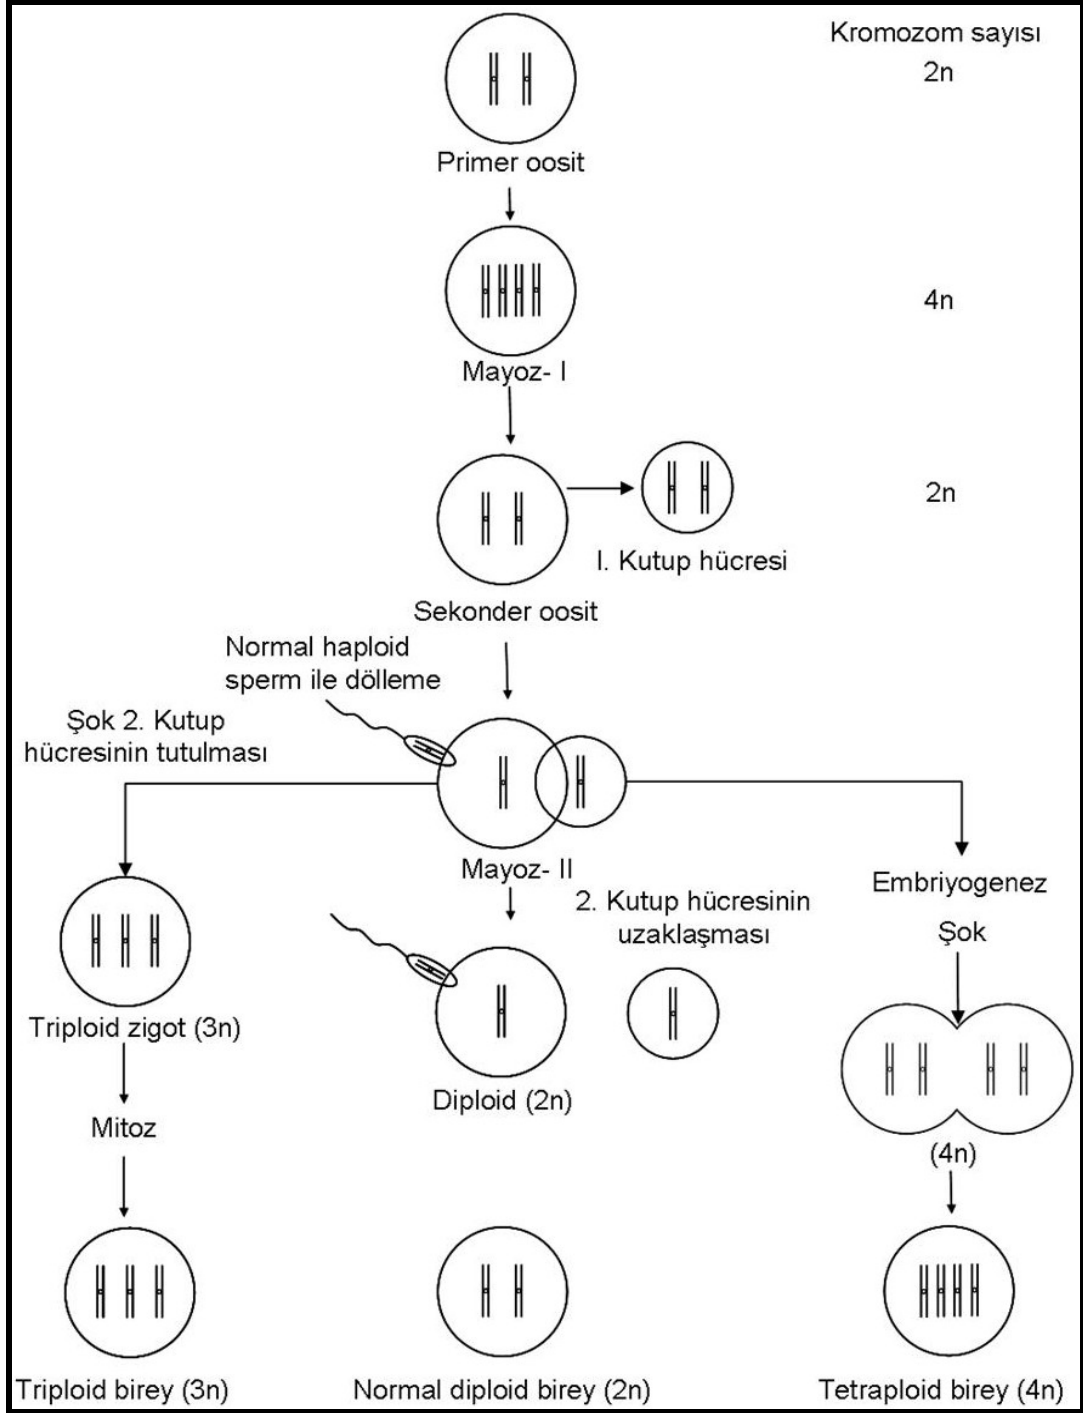 Kromozom sayısı
2n
Primer oosit
4n
Mayoz- I
2n
I. Kutup hücresi
Sekonder oosit
Normal haploid
sperm ile dölleme
Şok 2. Kutup
hücresinin tutulması
Mayoz- II
Embriyogenez
Şok
2. Kutup hücresinin
uzaklaşması
Triploid zigot (3n)
Diploid (2n)
Mitoz
(4n)
Triploid birey (3n)
Normal diploid birey (2n)
Tetraploid birey (4n)